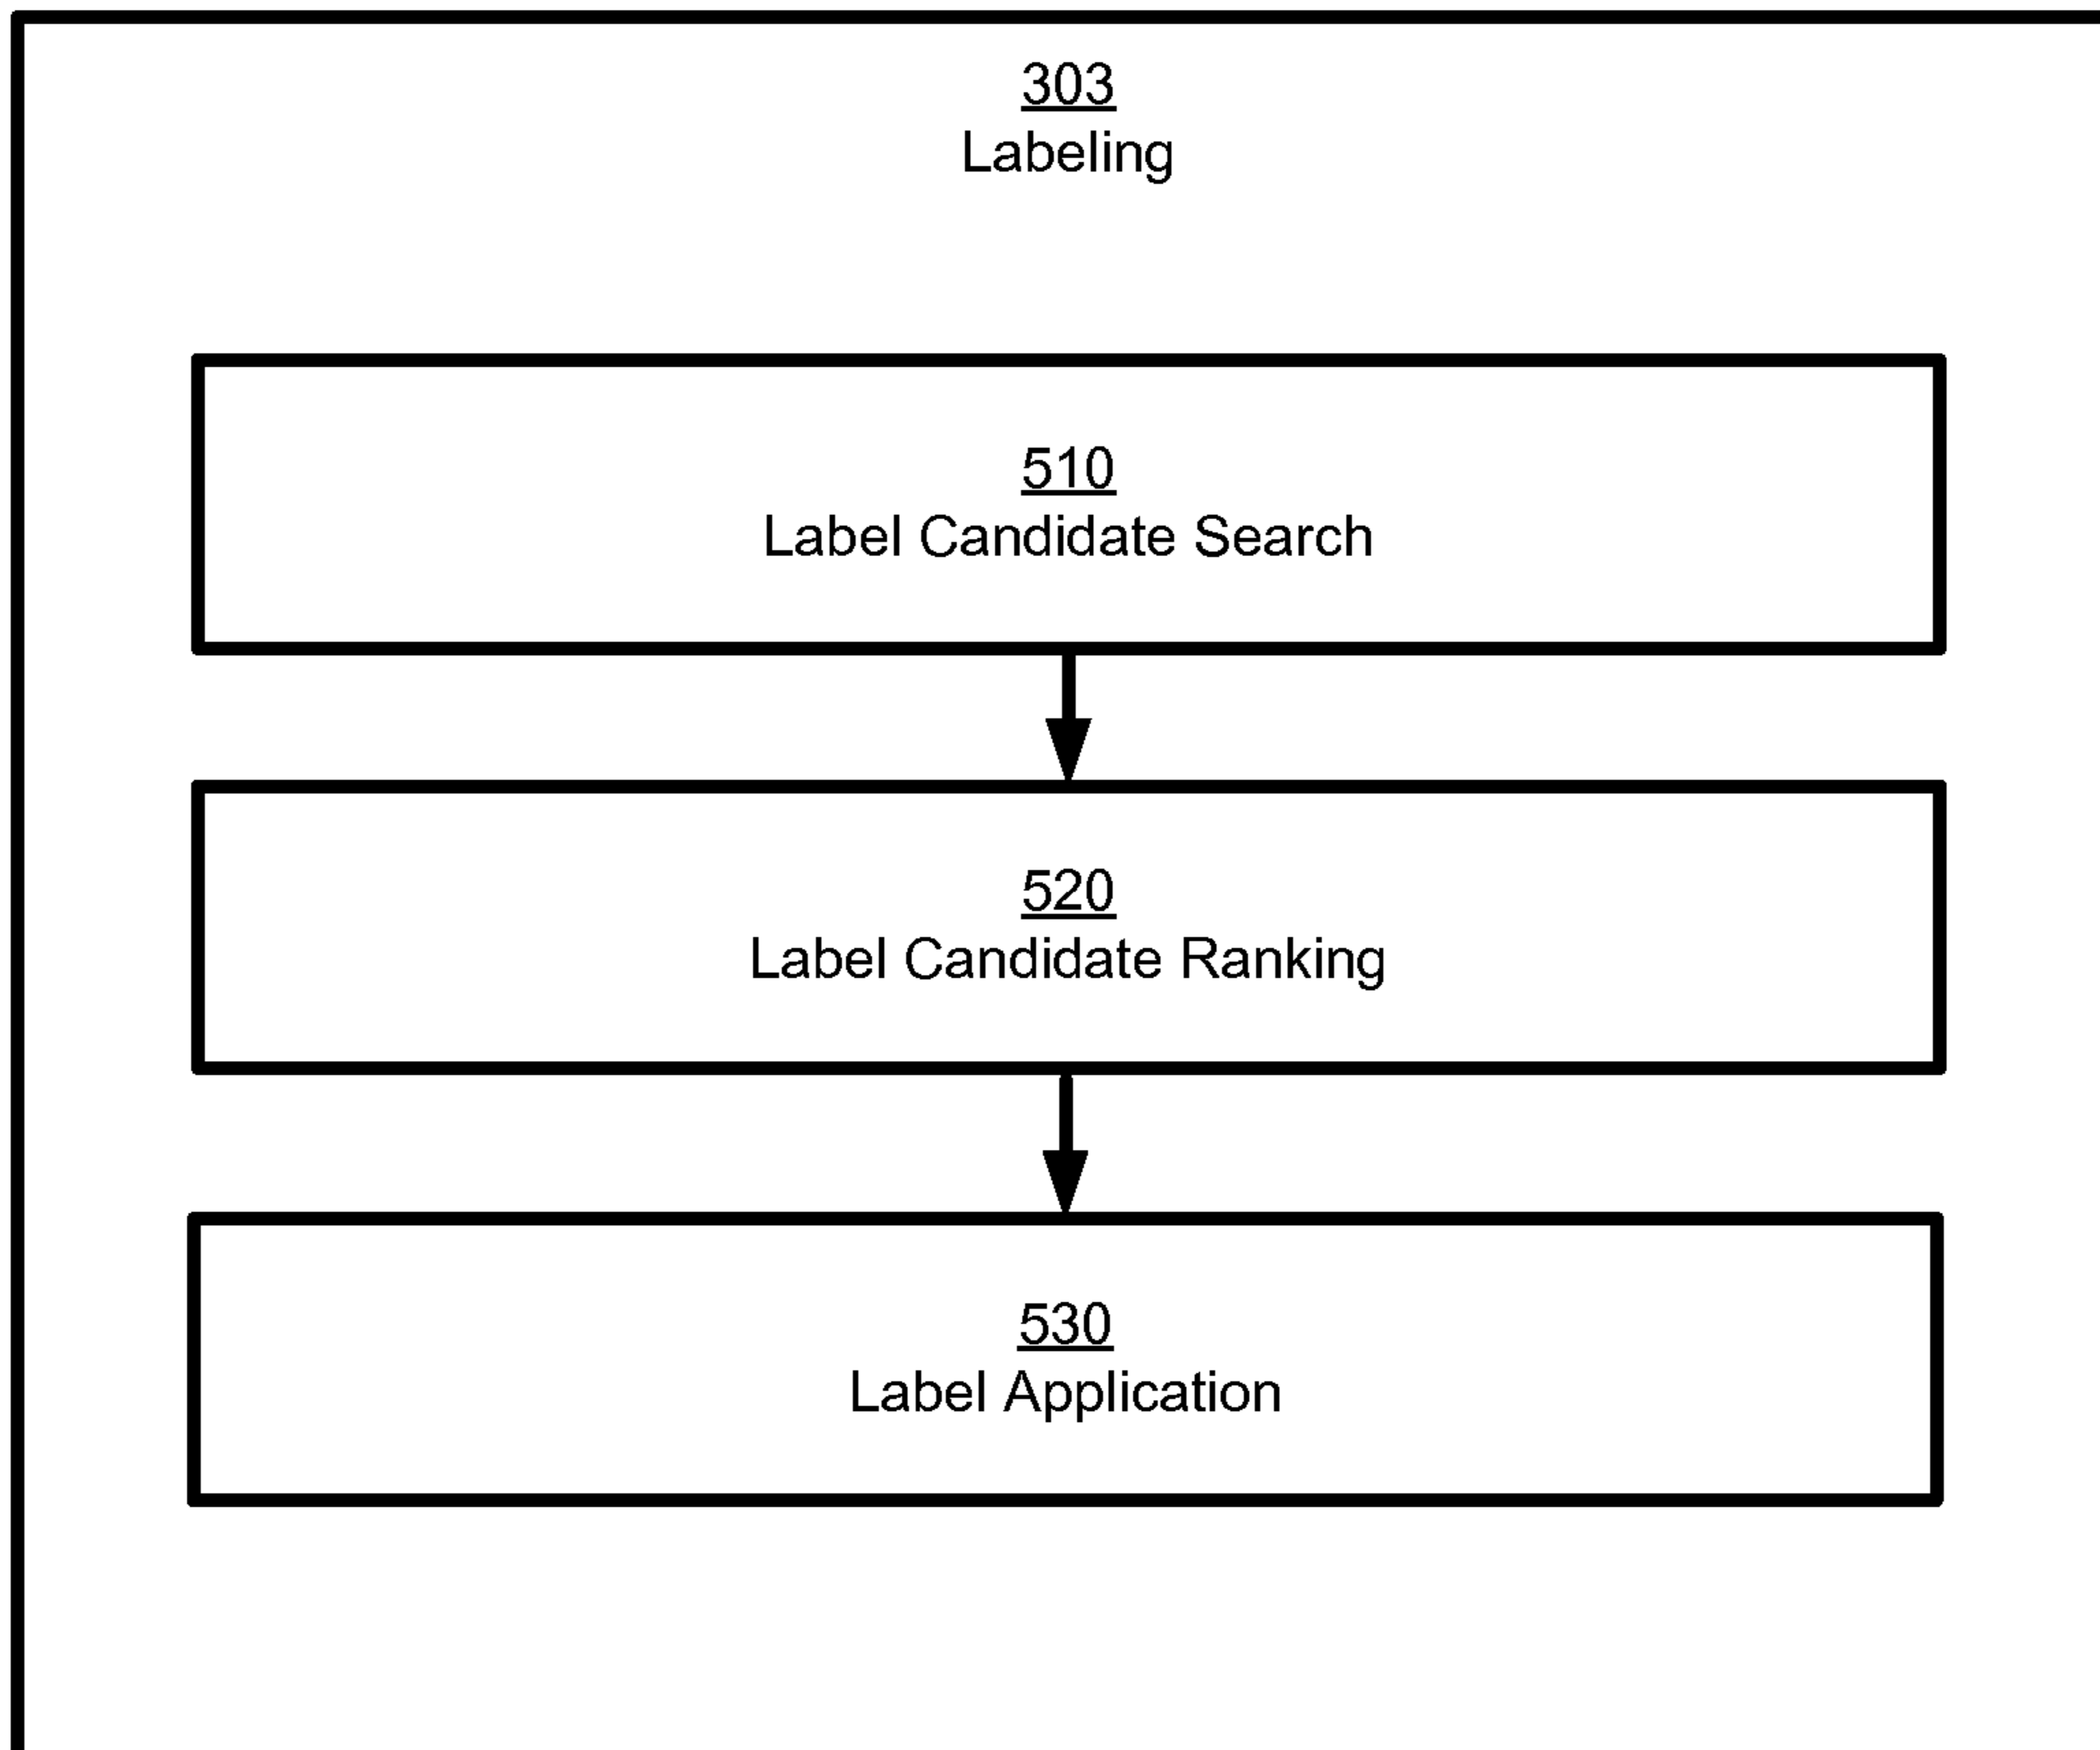 303
Labeling
510
Label Candidate Search
520
Label Candidate Ranking
530
Label Application